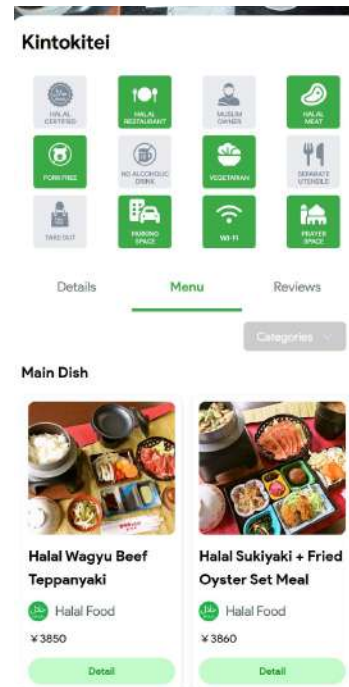 Kintokitei
HALAL
CERTIFIED
HALAL
RESTAURANT
MUSLIM
OWNER
HALAL
MEAT
PORK FREE
NO ALCOHOLIC
DRINK
VEGETARIAN
SEPARATE
UTENSILS
TAKE OUT
PARKING
SPACE
WI-FI
PRAYER
SPACE
Details Menu Reviews
Categories
Main Dish
Halal Wagyu Beef
Teppanyaki
Halal Food
¥3850
Detail
Halal Sukiyaki + Fried
Oyster Set Meal
Halal Food
¥3860
Detail